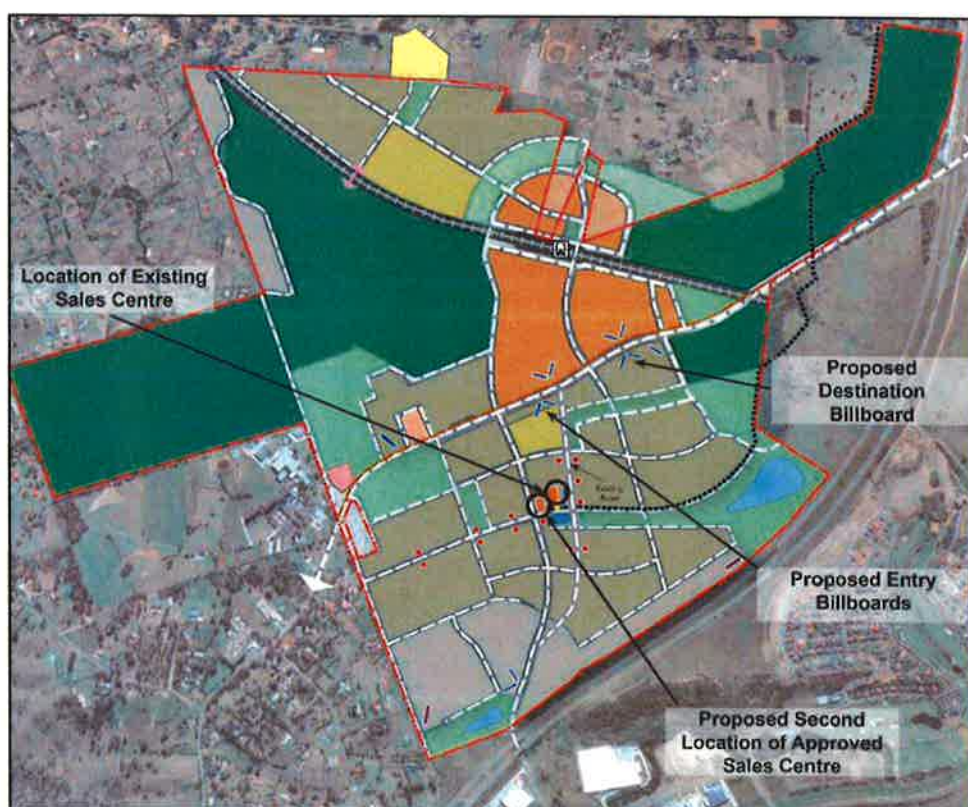 Location of Existing
Sales Centre
Proposed
Destination
Billboard
Proposed Entry
Billboards
Proposed Second
Location of Approved
Sales Centre